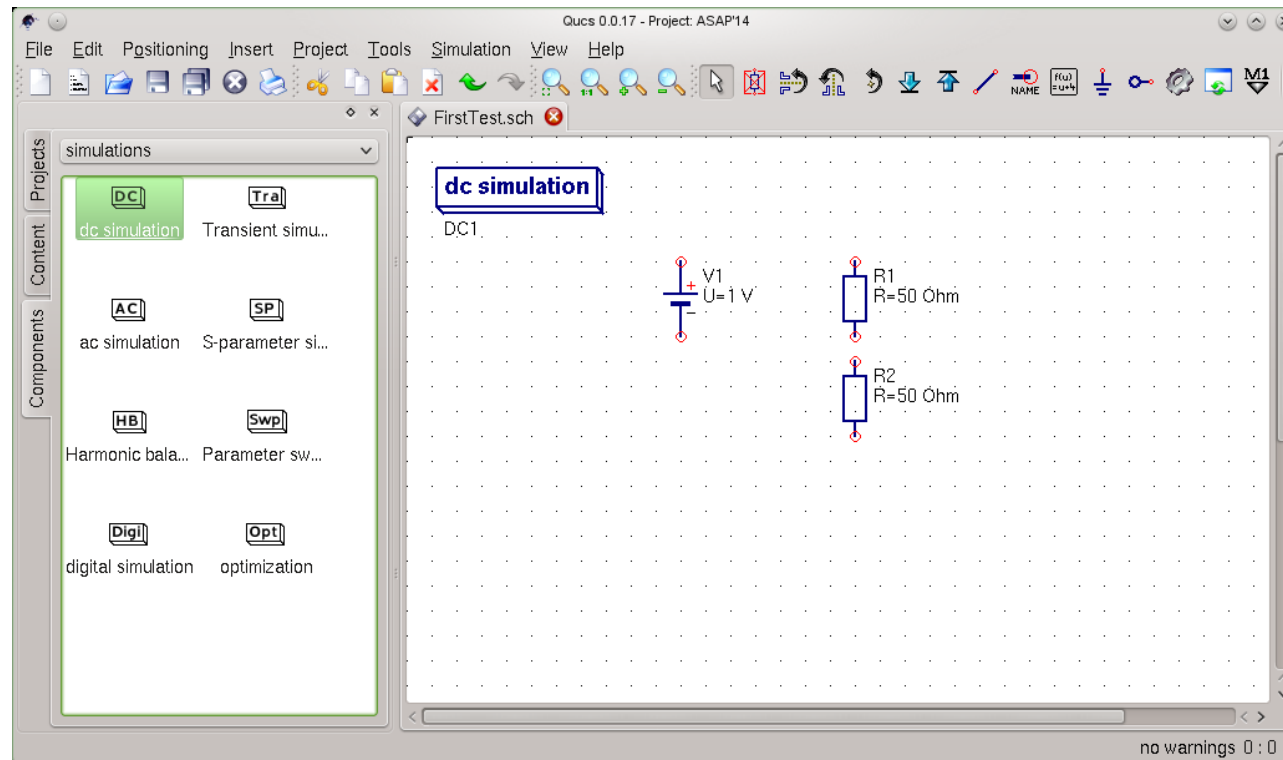 Qucs 0.0.17 - Project: ASAP'14
File Edit Positioning Insert Project Tools Simulation View Help
1:1
NAME
f(u)
=u+4
M1
FirstTest.sch
Projects
Content
Components
simulations
DC
dc simulation
Tra
Transient simu...
AC
ac simulation
SP
S-parameter si...
HB
Harmonic bala...
Swp
Parameter sw...
Digi
digital simulation
Opt
optimization
dc simulation
DC1
V1
U=1 V
+
−
R1
R=50 Ohm
R2
R=50 Ohm
no warnings 0 : 0